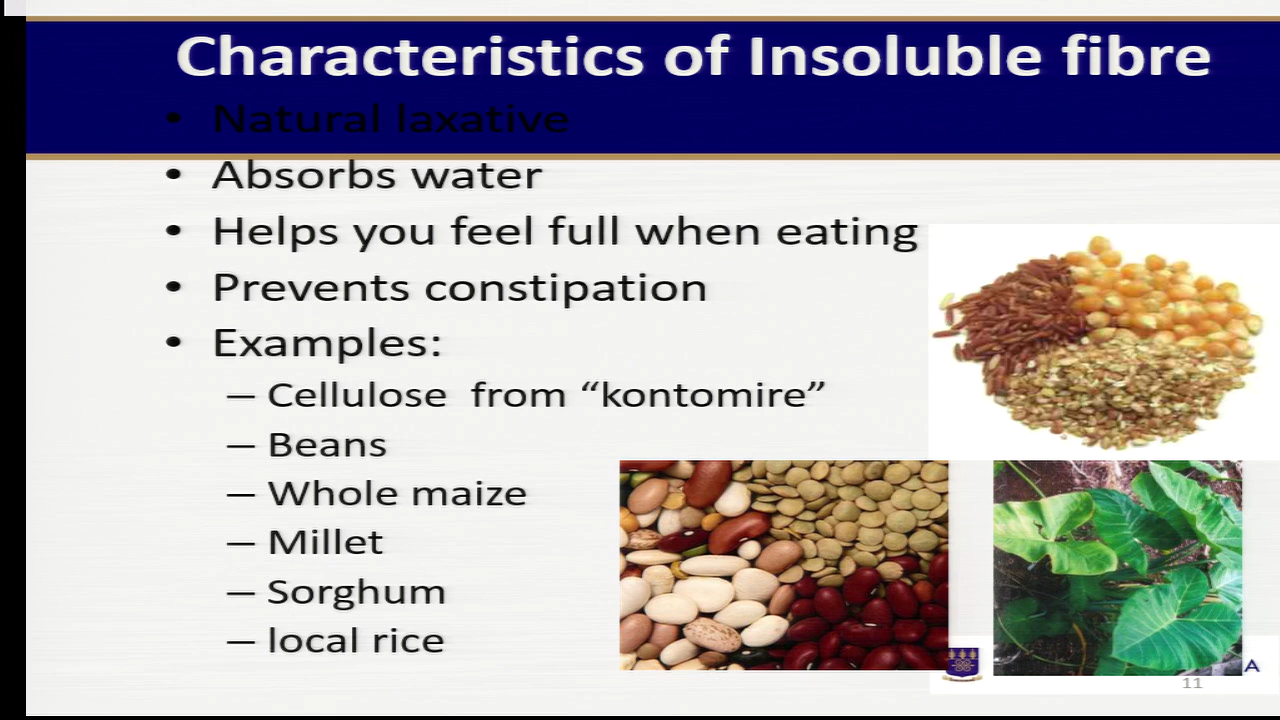 Characteristics of Insoluble fibre
• Natural laxative
• Absorbs water
• Helps you feel full when eating
• Prevents constipation
• Examples:
– Cellulose from “kontomire”
– Beans
– Whole maize
– Millet
– Sorghum
– local rice
A
11